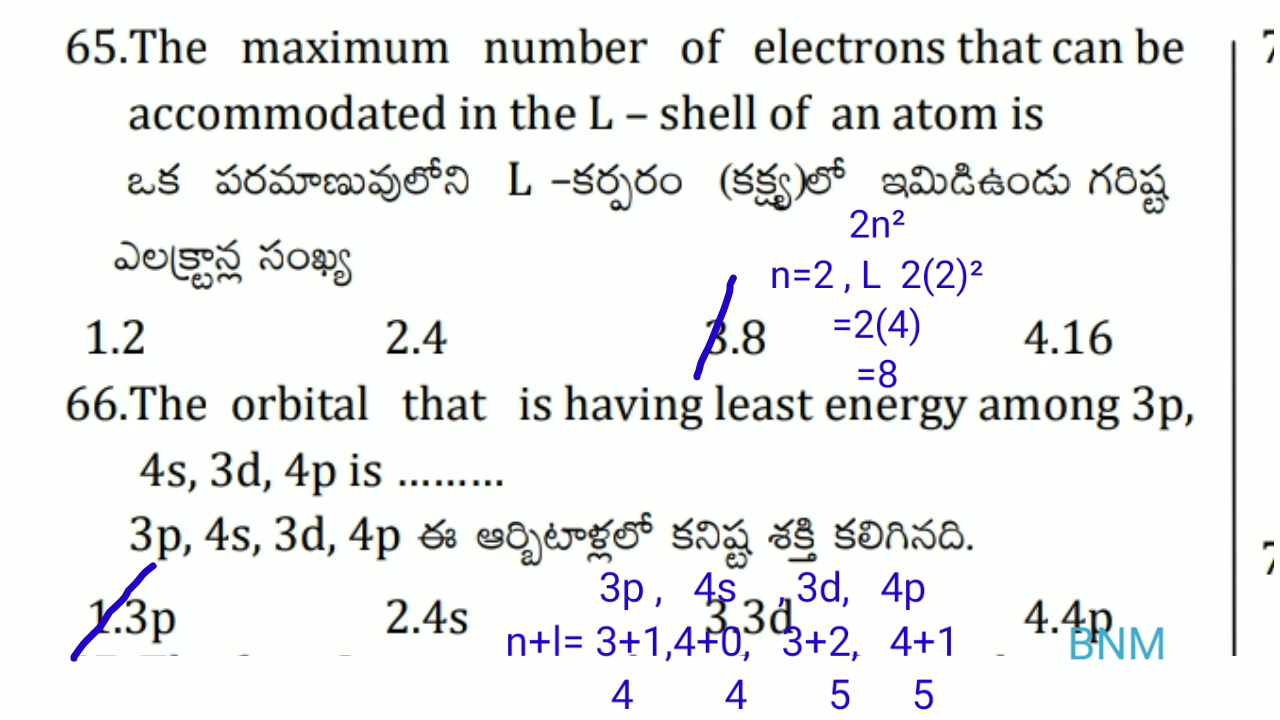 65.The maximum number of electrons that can be
accommodated in the L – shell of an atom is
ఒక పరమాణువులోని L –కర్పరం (కక్ష్య)లో ఇమిడిఉండు గరిష్ట
2n²
ఎలక్ట్రాన్ల సంఖ్య
n=2 , L 2(2)²
=2(4)
1.2 2.4 3.8 4.16
=8
66.The orbital that is having least energy among 3p,
4s, 3d, 4p is .........
3p, 4s, 3d, 4p ఈ ఆర్బిటాళ్లలో కనిష్ట శక్తి కలిగినది.
3p , 4s , 3d, 4p
1.3p 2.4s 3.3d 4.4p
n+l= 3+1,4+0, 3+2, 4+1
BNM
4 4 5 5